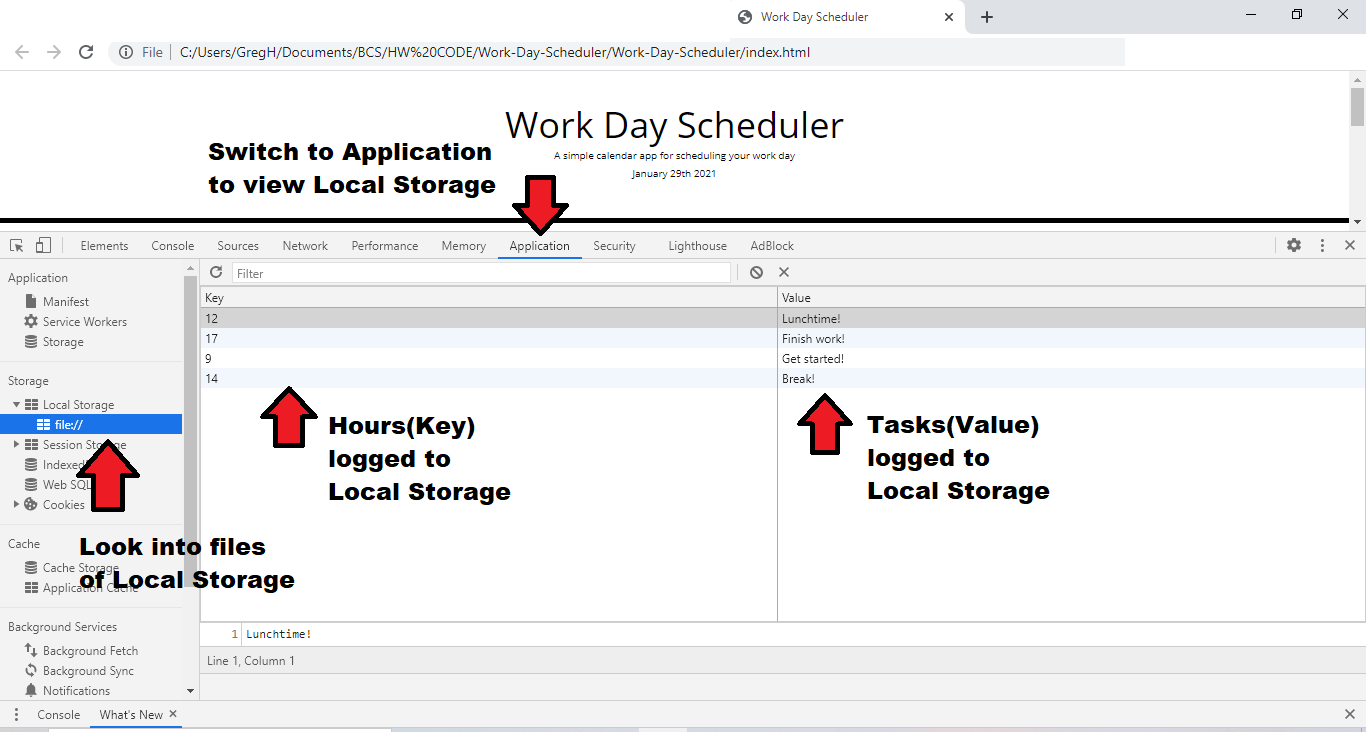 Work Day Scheduler
File
C:/Users/GregH/Documents/BCS/HW%20CODE/Work-Day-Scheduler/Work-Day-Scheduler/index.html
Work Day Scheduler
A simple calendar app for scheduling your work day
January 29th 2021
Switch to Application
to view Local Storage
Elements Console Sources Network Performance Memory Application Security Lighthouse AdBlock
Application
Manifest
Service Workers
Storage
Storage
Local Storage
file://
Session Storage
Indexed
Web SQL
Cookies
Cache
Cache Storage
Application Cache
Background Services
Background Fetch
Background Sync
Notifications
Look into files
of Local Storage
Filter
Key Value
12 Lunchtime!
17 Finish work!
9 Get started!
14 Break!
Hours(Key)
logged to
Local Storage
Tasks(Value)
logged to
Local Storage
1 Lunchtime!
Line 1, Column 1
Console What's New